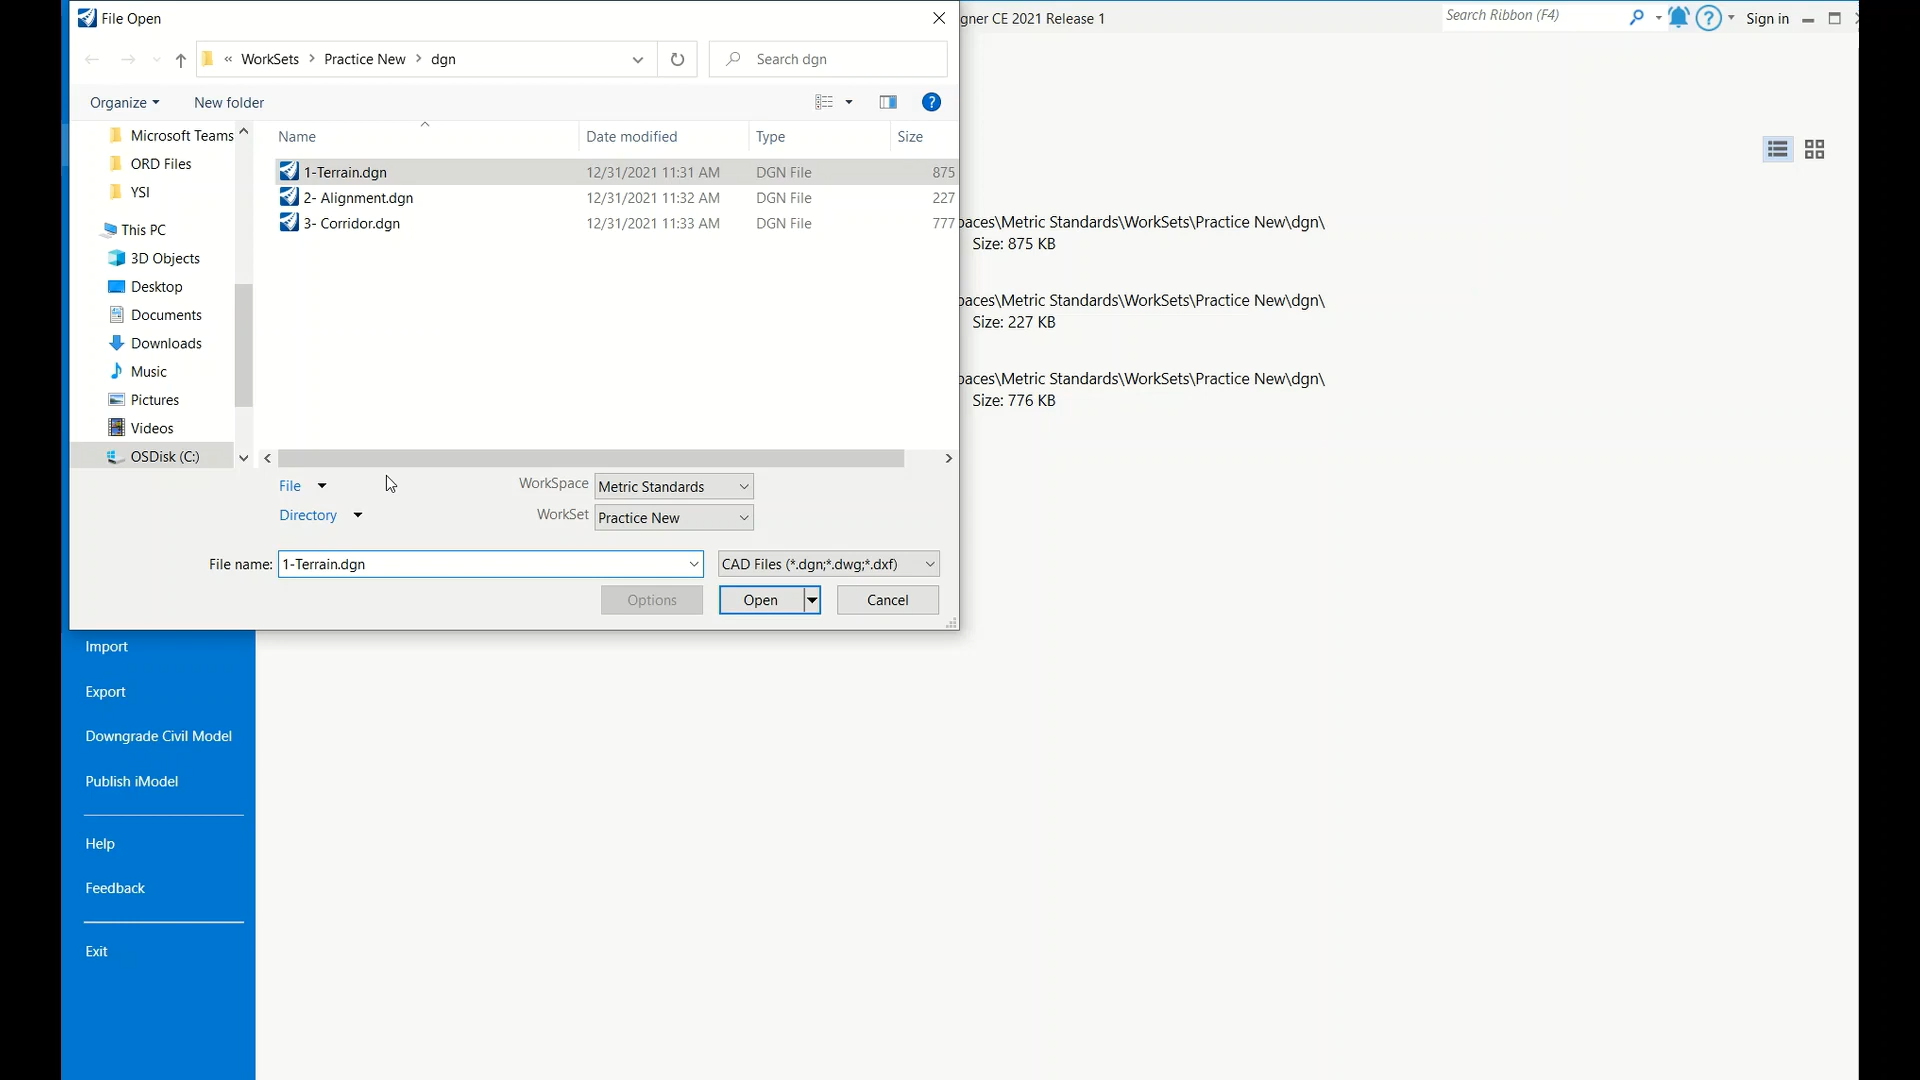 File Open
gner CE 2021 Release 1
Search Ribbon (F4)
Sign in
« WorkSets > Practice New > dgn
Search dgn
Organize
New folder
Name
Date modified
Type
Size
Microsoft Teams
ORD Files
YSI
This PC
3D Objects
Desktop
Documents
Downloads
Music
Pictures
Videos
OSDisk (C:)
1-Terrain.dgn 12/31/2021 11:31 AM DGN File 875
2- Alignment.dgn 12/31/2021 11:32 AM DGN File 227
3- Corridor.dgn 12/31/2021 11:33 AM DGN File 777
paces\Metric Standards\WorkSets\Practice New\dgn\
Size: 875 KB
paces\Metric Standards\WorkSets\Practice New\dgn\
Size: 227 KB
paces\Metric Standards\WorkSets\Practice New\dgn\
Size: 776 KB
File
WorkSpace Metric Standards
Directory
WorkSet Practice New
File name: 1-Terrain.dgn
CAD Files (*.dgn;*.dwg;*.dxf)
Options
Open
Cancel
Import
Export
Downgrade Civil Model
Publish iModel
Help
Feedback
Exit